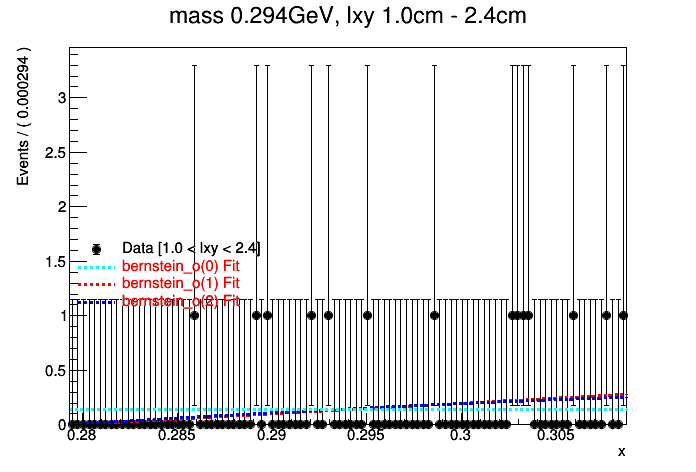 mass 0.294GeV, lxy 1.0cm - 2.4cm
Events / ( 0.000294 )
3
2.5
2
1.5
1
0.5
0
Data [1.0 < lxy < 2.4]
bernstein_o(0) Fit
bernstein_o(1) Fit
bernstein_o(2) Fit
0.28 0.285 0.29 0.295 0.3 0.305
x